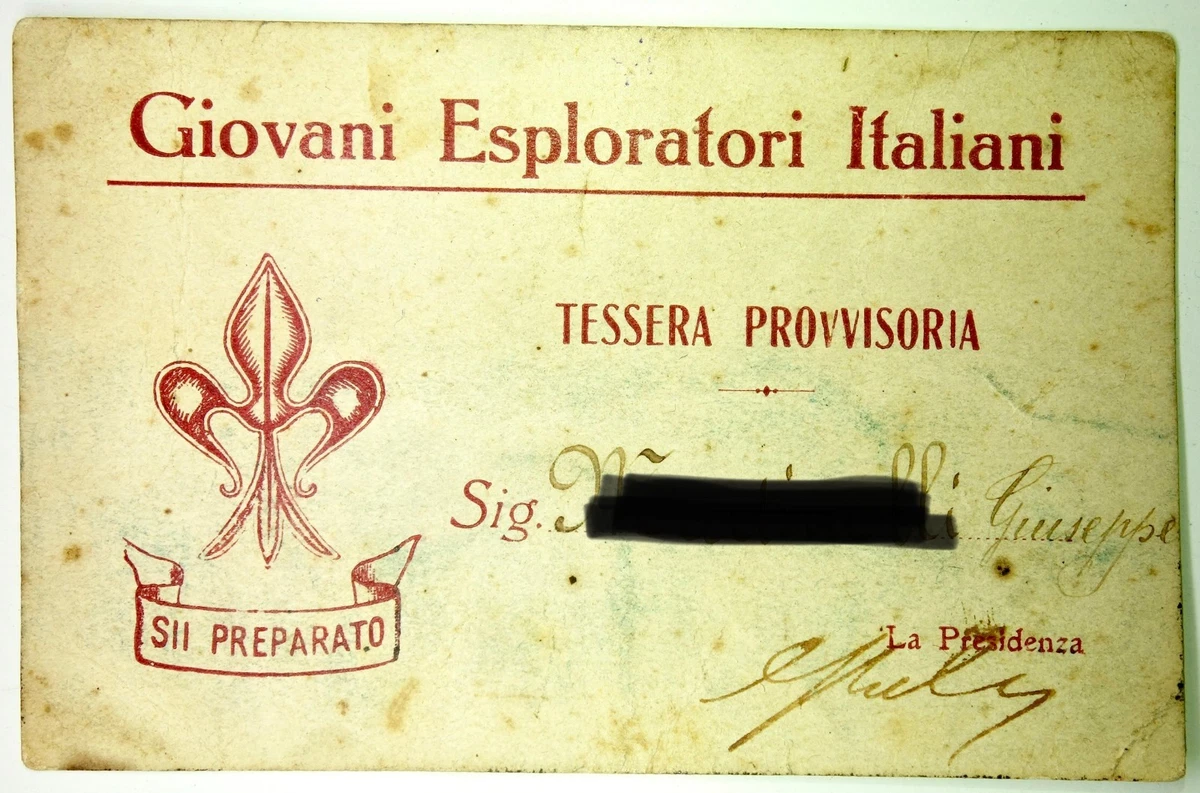 Giovani Esploratori Italiani
TESSERA PROVVISORIA
Sig. Giuseppe
SII PREPARATO
La Presidenza